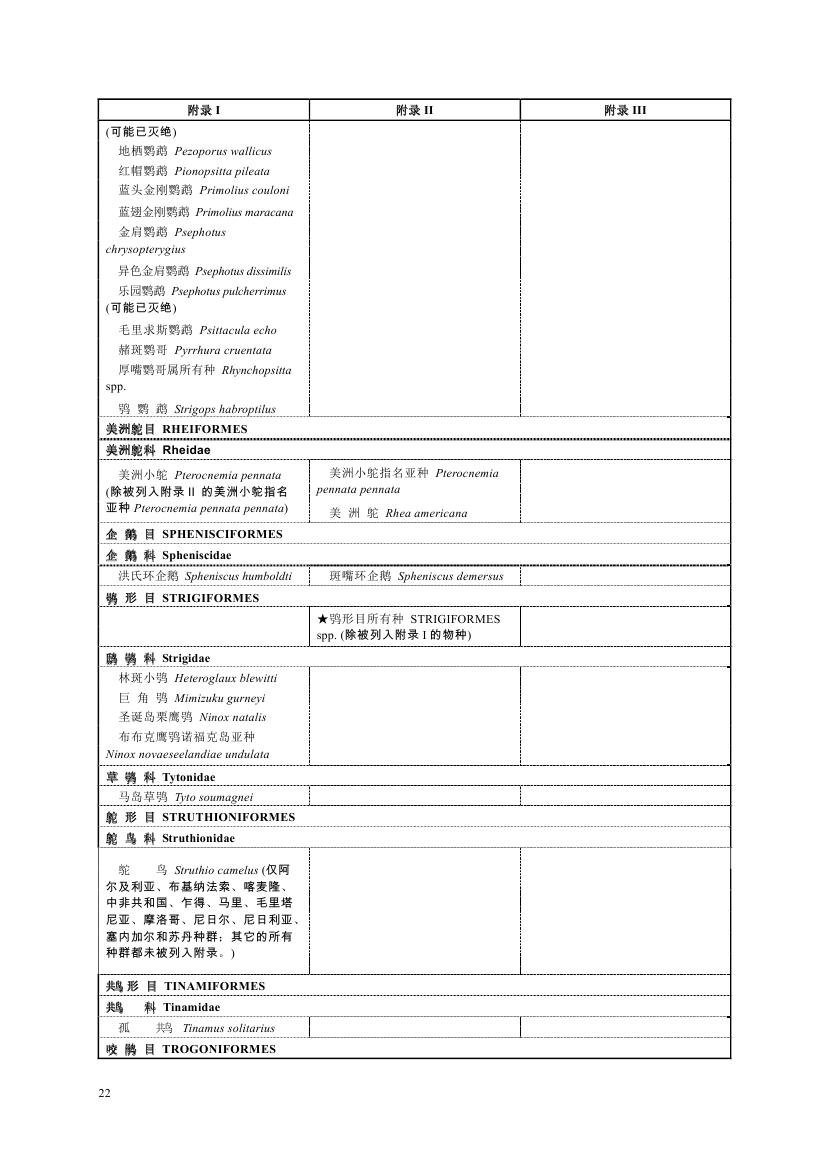 附录 I 附录 II 附录 III
(可能已灭绝)
地栖鹦鹉 Pezoporus wallicus
红帽鹦鹉 Pionopsitta pileata
蓝头金刚鹦鹉 Primolius couloni
蓝翅金刚鹦鹉 Primolius maracana
金肩鹦鹉 Psephotus
chrysopterygius
异色金肩鹦鹉 Psephotus dissimilis
乐园鹦鹉 Psephotus pulcherrimus
(可能已灭绝)
毛里求斯鹦鹉 Psittacula echo
赭斑鹦哥 Pyrrhura cruentata
厚嘴鹦哥属所有种 Rhynchopsitta
spp.
鸮 鹦 鹉 Strigops habroptilus
美洲鸵目 RHEIFORMES
美洲鸵科 Rheidae
美洲小鸵 Pterocnemia pennata
(除被列入附录 II 的美洲小鸵指名
亚种 Pterocnemia pennata pennata)
美洲小鸵指名亚种 Pterocnemia
pennata pennata
美 洲 鸵 Rhea americana
企 鹅 目 SPHENISCIFORMES
企 鹅 科 Spheniscidae
洪氏环企鹅 Spheniscus humboldti
斑嘴环企鹅 Spheniscus demersus
鸮 形 目 STRIGIFORMES
★鸮形目所有种 STRIGIFORMES
spp. (除被列入附录 I 的物种)
鸱 鸮 科 Strigidae
林斑小鸮 Heteroglaux blewitti
巨 角 鸮 Mimizuku gurneyi
圣诞岛栗鹰鸮 Ninox natalis
布布克鹰鸮诺福克岛亚种
Ninox novaeseelandiae undulata
草 鸮 科 Tytonidae
马岛草鸮 Tyto soumagnei
鸵 形 目 STRUTHIONIFORMES
鸵 鸟 科 Struthionidae
鸵 鸟 Struthio camelus (仅阿
尔及利亚、布基纳法索、喀麦隆、
中非共和国、乍得、马里、毛里塔
尼亚、摩洛哥、尼日尔、尼日利亚、
塞内加尔和苏丹种群；其它的所有
种群都未被列入附录。)
䳍 形 目 TINAMIFORMES
䳍 科 Tinamidae
孤 䳍 Tinamus solitarius
咬 鹃 目 TROGONIFORMES
22